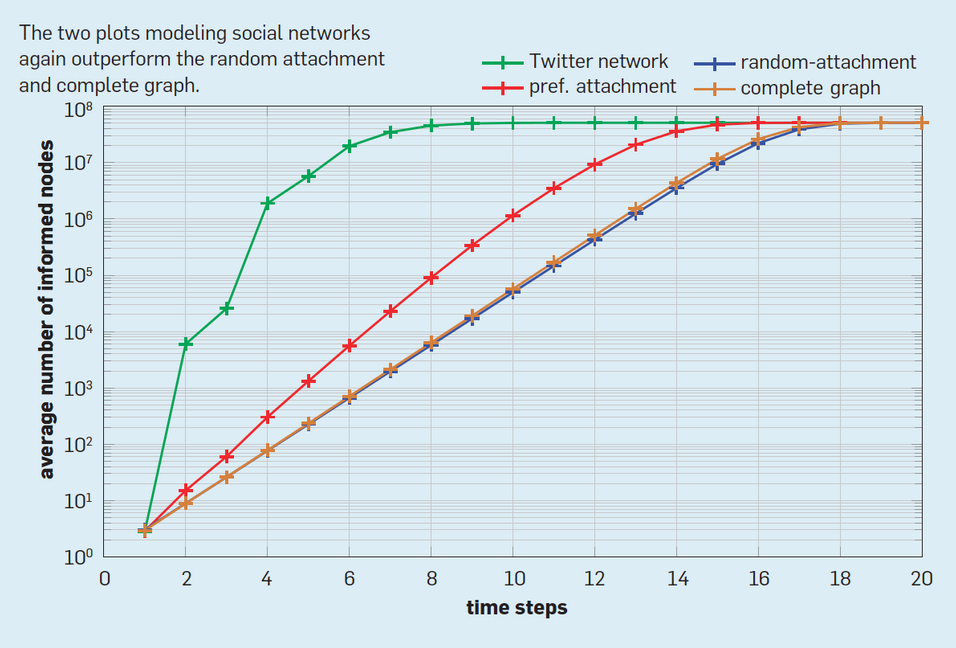 The two plots modeling social networks
again outperform the random attachment
and complete graph.
Twitter network random-attachment
pref. attachment complete graph
10⁸
10⁷
10⁶
10⁵
10⁴
10³
10²
10¹
10⁰
average number of informed nodes
0 2 4 6 8 10 12 14 16 18 20
time steps